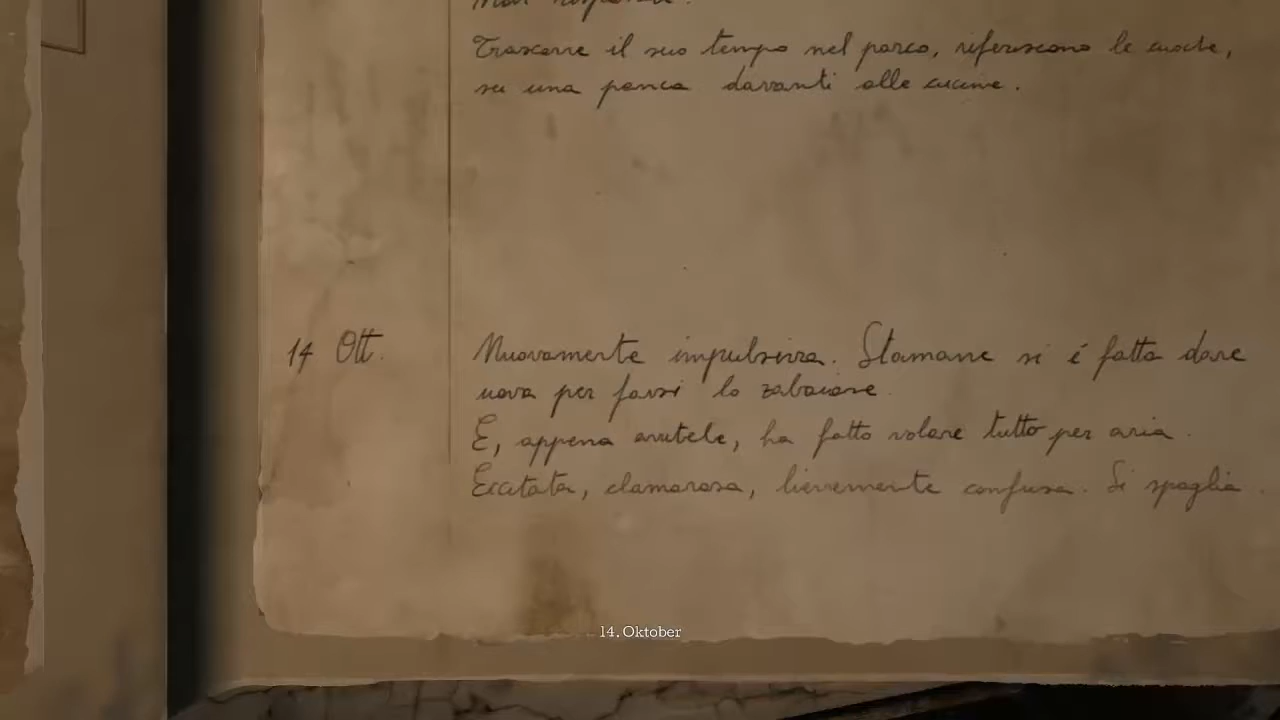 Trascorre il suo tempo nel parco, riferiscono le cuoche,
su una panca davanti alle cucine.
14 Ott.
Nuovamente impulsiva. Stamane si é fatta dare
uova per farsi lo zabaione.
E, appena avutele, ha fatto volare tutto per aria.
Eccitata, clamorosa, lievemente confusa. Si spoglia.
14. Oktober